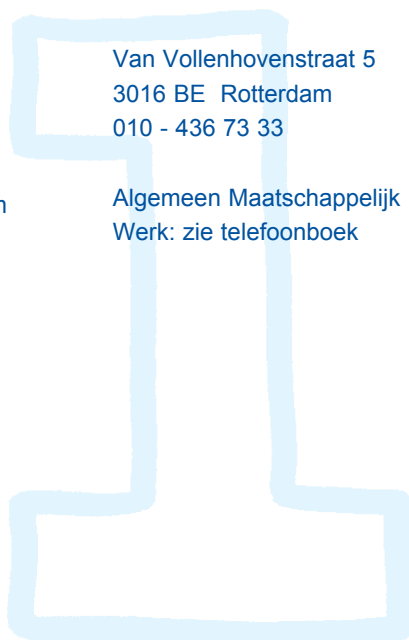 Van Vollenhovenstraat 5
3016 BE Rotterdam
010 - 436 73 33
Algemeen Maatschappelijk
Werk: zie telefoonboek